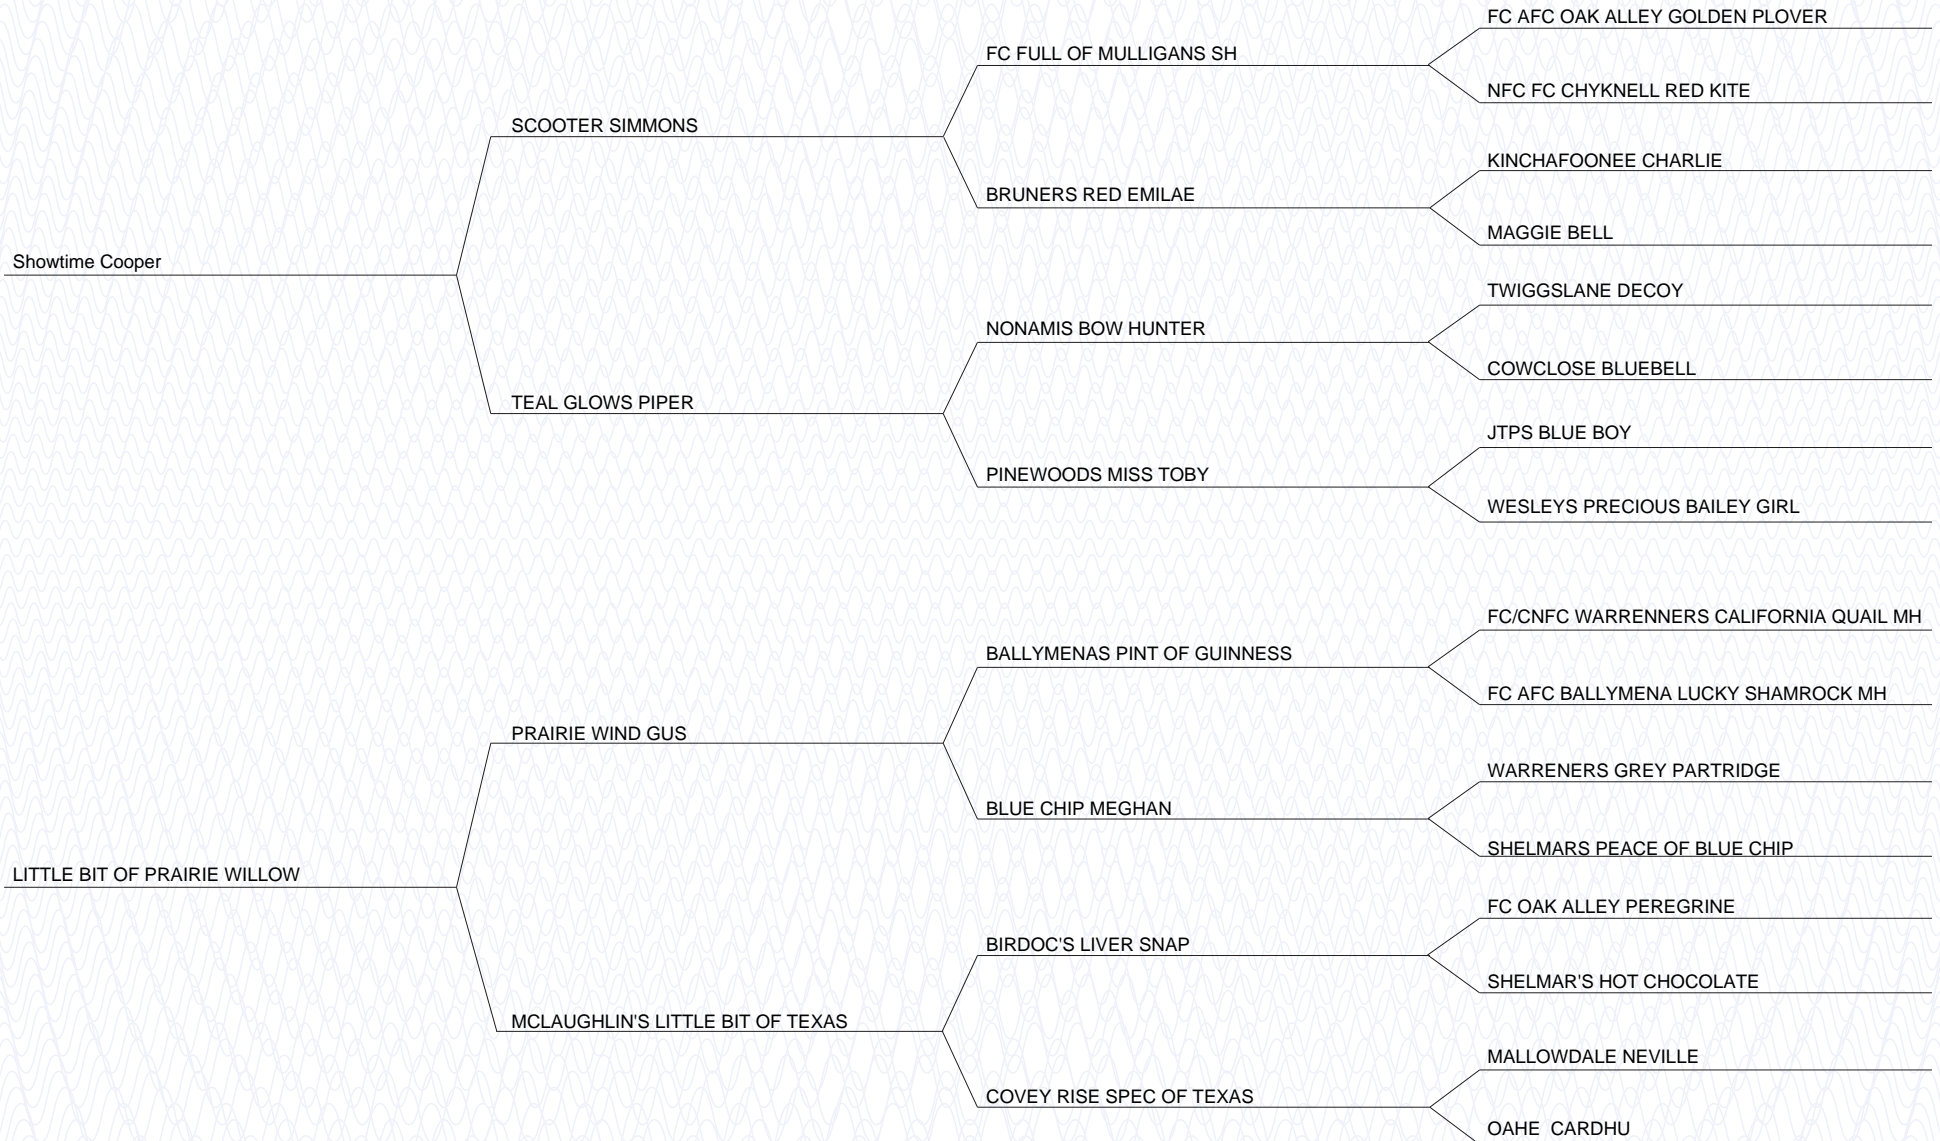 Showtime Cooper
SCOOTER SIMMONS
FC FULL OF MULLIGANS SH
FC AFC OAK ALLEY GOLDEN PLOVER
NFC FC CHYKNELL RED KITE
BRUNERS RED EMILAE
KINCHAFOONEE CHARLIE
MAGGIE BELL
TEAL GLOWS PIPER
NONAMIS BOW HUNTER
TWIGGSLANE DECOY
COWCLOSE BLUEBELL
PINEWOODS MISS TOBY
JTPS BLUE BOY
WESLEYS PRECIOUS BAILEY GIRL
LITTLE BIT OF PRAIRIE WILLOW
PRAIRIE WIND GUS
BALLYMENAS PINT OF GUINNESS
FC/CNFC WARRENNERS CALIFORNIA QUAIL MH
FC AFC BALLYMENA LUCKY SHAMROCK MH
BLUE CHIP MEGHAN
WARRENERS GREY PARTRIDGE
SHELMARS PEACE OF BLUE CHIP
MCLAUGHLIN'S LITTLE BIT OF TEXAS
BIRDOC'S LIVER SNAP
FC OAK ALLEY PEREGRINE
SHELMAR'S HOT CHOCOLATE
COVEY RISE SPEC OF TEXAS
MALLOWDALE NEVILLE
OAHE CARDHU